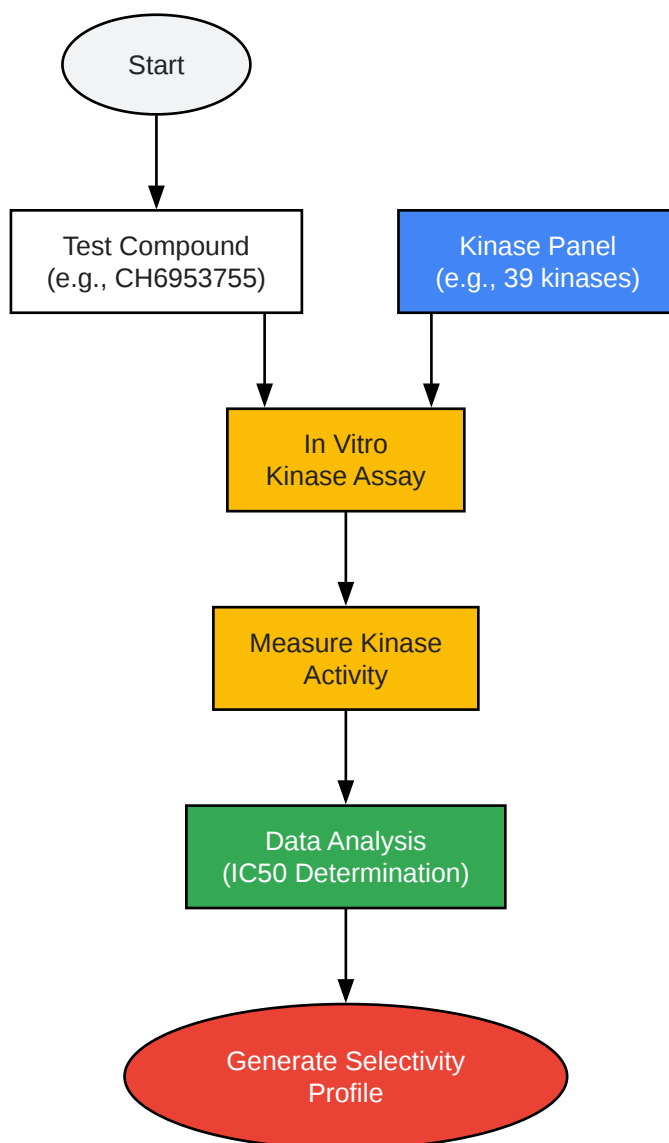 Start
Test Compound
(e.g., CH6953755)
Kinase Panel
(e.g., 39 kinases)
In Vitro
Kinase Assay
Measure Kinase
Activity
Data Analysis
(IC50 Determination)
Generate Selectivity
Profile